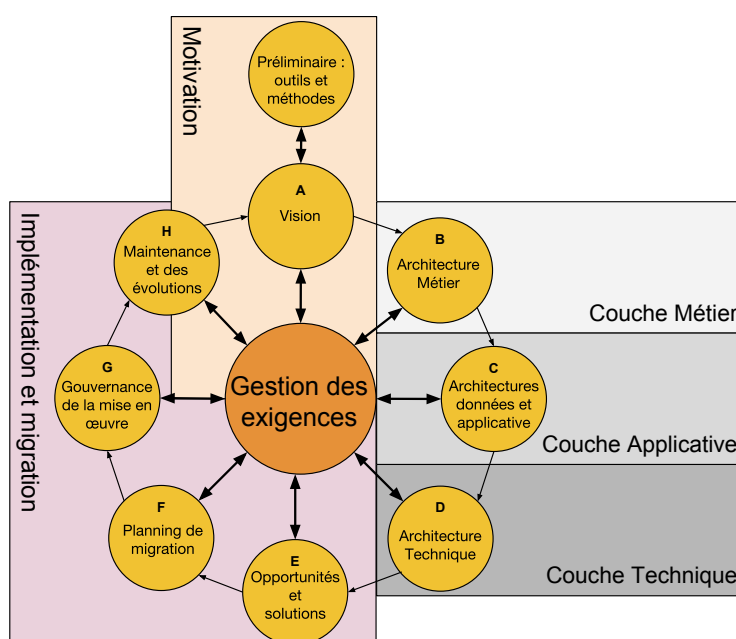 Motivation
Préliminaire :
outils et
méthodes
A
Vision
B
Architecture
Métier
Couche Métier
C
Architectures
données et
applicative
Couche Applicative
D
Architecture
Technique
Couche Technique
E
Opportunités
et
solutions
F
Planning de
migration
G
Gouvernance
de la mise en
œuvre
H
Maintenance
et des
évolutions
Gestion des
exigences
Implémentation et migration